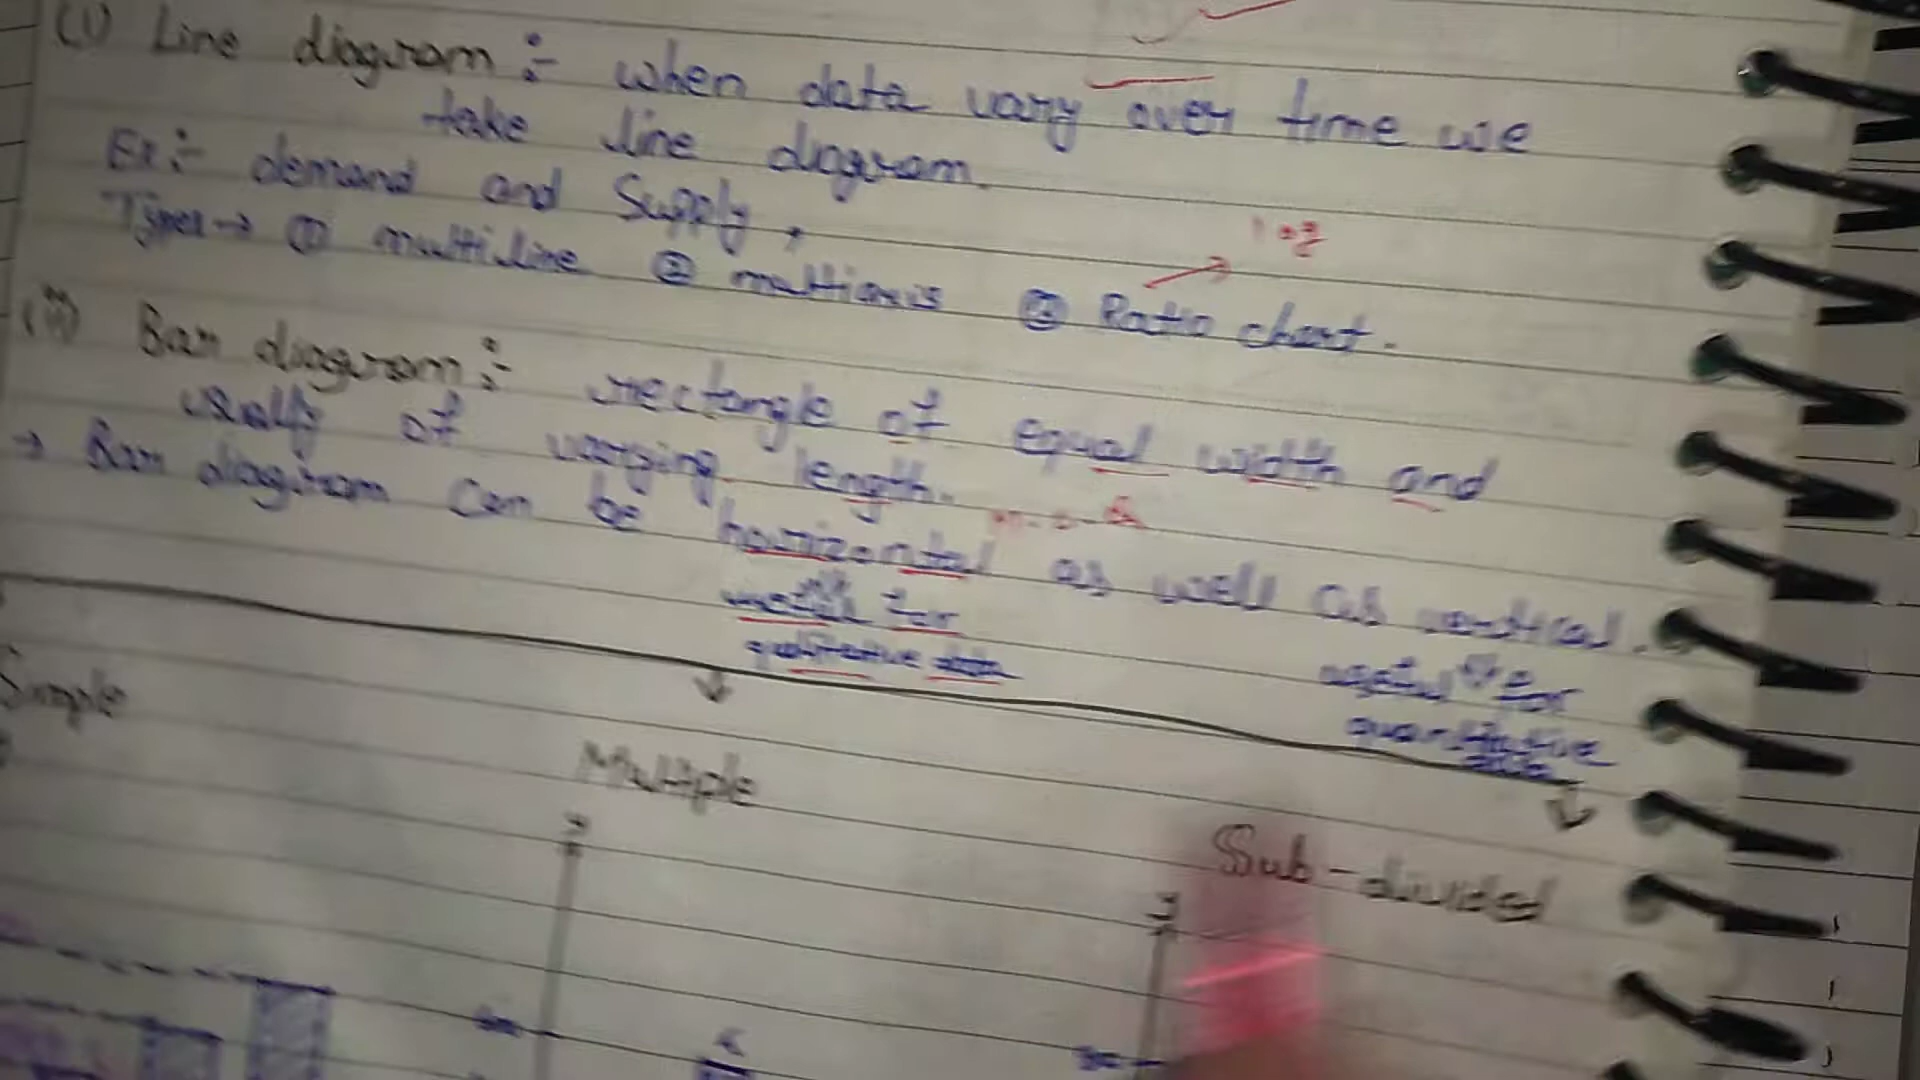 (i) Line diagram :- when data vary over time we
take line diagram.
Ex :- demand and Supply,
Types → ① multiline ② multiaxis ③ Ratio chart.
log
(ii) Bar diagram :- rectangle of equal width and
usually of varying length.
→ Bar diagram can be horizontal as well as vertical.
useful for
qualitative data
useful for
quantitative
data
Simple
Multiple
Sub-divided
y
y